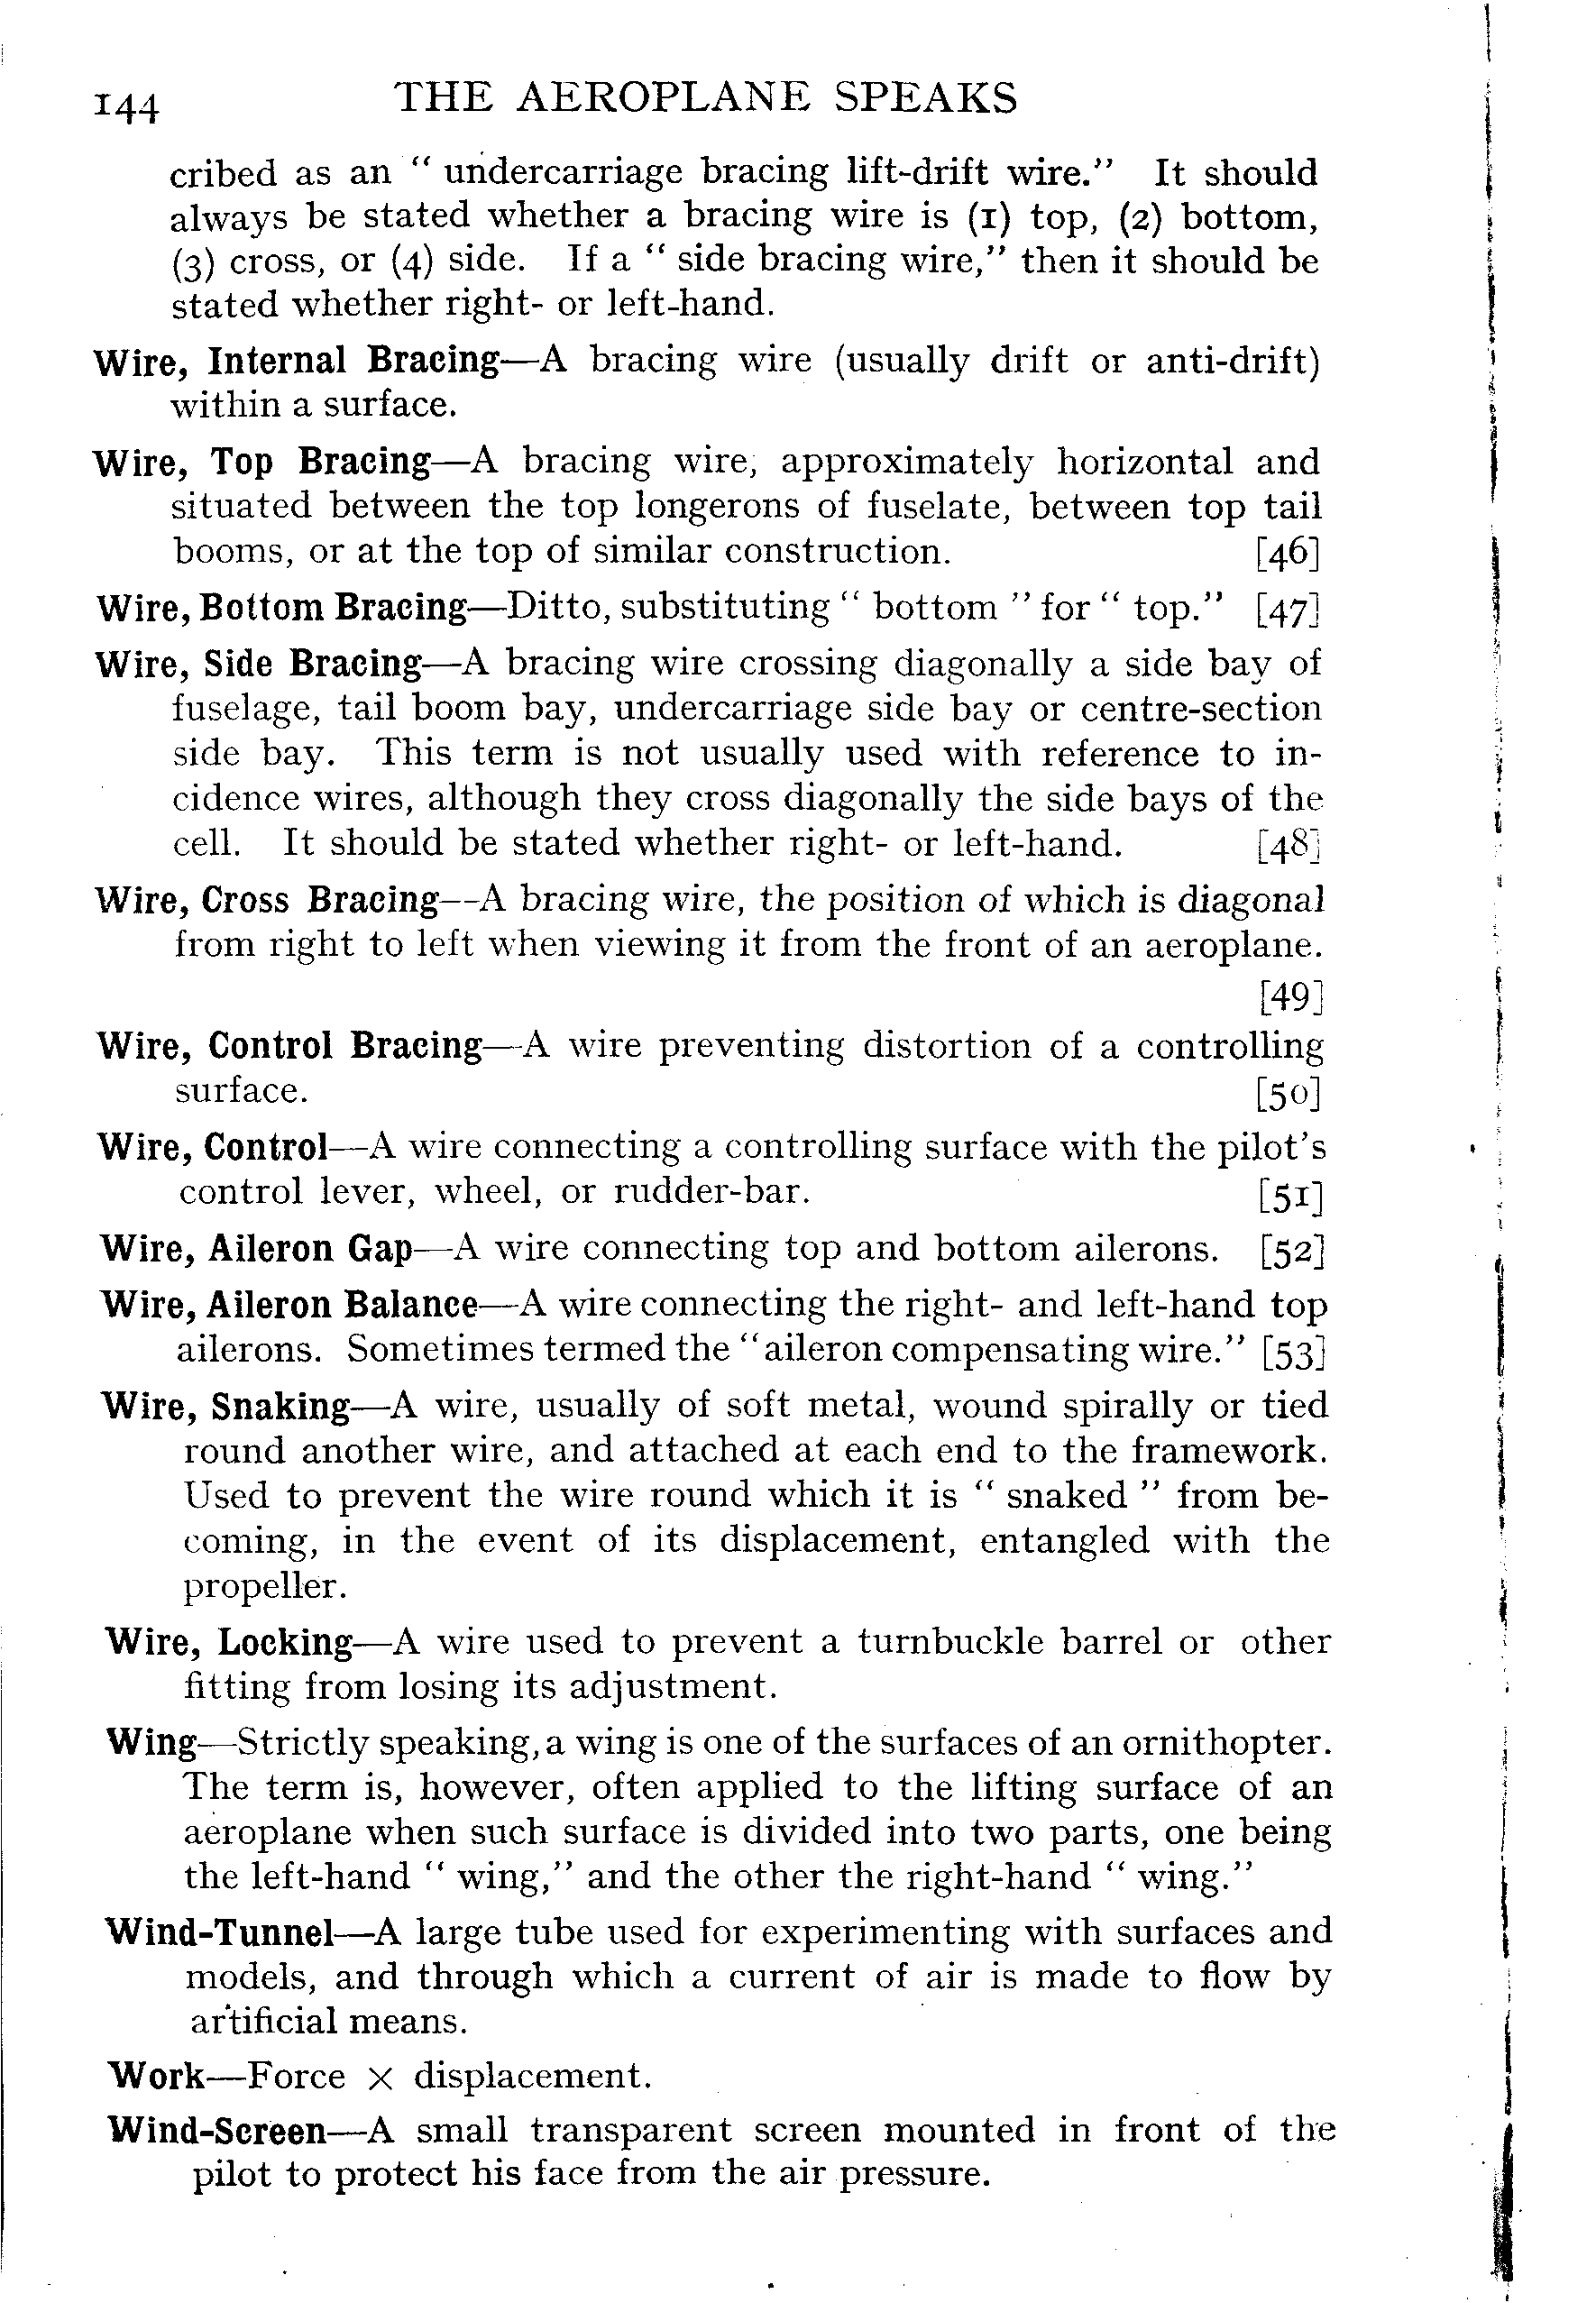 144 THE AEROPLANE SPEAKS
cribed as an " undercarriage bracing lift-drift wire." It should
always be stated whether a bracing wire is (1) top, (2) bottom,
(3) cross, or (4) side. If a " side bracing wire," then it should be
stated whether right- or left-hand.
Wire, Internal Bracing—A bracing wire (usually drift or anti-drift)
within a surface.
Wire, Top Bracing—A bracing wire, approximately horizontal and
situated between the top longerons of fuselate, between top tail
booms, or at the top of similar construction. [46]
Wire, Bottom Bracing—Ditto, substituting " bottom " for " top." [47]
Wire, Side Bracing—A bracing wire crossing diagonally a side bay of
fuselage, tail boom bay, undercarriage side bay or centre-section
side bay. This term is not usually used with reference to in-
cidence wires, although they cross diagonally the side bays of the
cell. It should be stated whether right- or left-hand. [48]
Wire, Cross Bracing—A bracing wire, the position of which is diagonal
from right to left when viewing it from the front of an aeroplane.
[49]
Wire, Control Bracing—A wire preventing distortion of a controlling
surface. [50]
Wire, Control—A wire connecting a controlling surface with the pilot's
control lever, wheel, or rudder-bar. [51]
Wire, Aileron Gap—A wire connecting top and bottom ailerons. [52]
Wire, Aileron Balance—A wire connecting the right- and left-hand top
ailerons. Sometimes termed the "aileron compensating wire." [53]
Wire, Snaking—A wire, usually of soft metal, wound spirally or tied
round another wire, and attached at each end to the framework.
Used to prevent the wire round which it is " snaked " from be-
coming, in the event of its displacement, entangled with the
propeller.
Wire, Locking—A wire used to prevent a turnbuckle barrel or other
fitting from losing its adjustment.
Wing—Strictly speaking, a wing is one of the surfaces of an ornithopter.
The term is, however, often applied to the lifting surface of an
aeroplane when such surface is divided into two parts, one being
the left-hand " wing," and the other the right-hand " wing."
Wind-Tunnel—A large tube used for experimenting with surfaces and
models, and through which a current of air is made to flow by
artificial means.
Work—Force × displacement.
Wind-Screen—A small transparent screen mounted in front of the
pilot to protect his face from the air pressure.